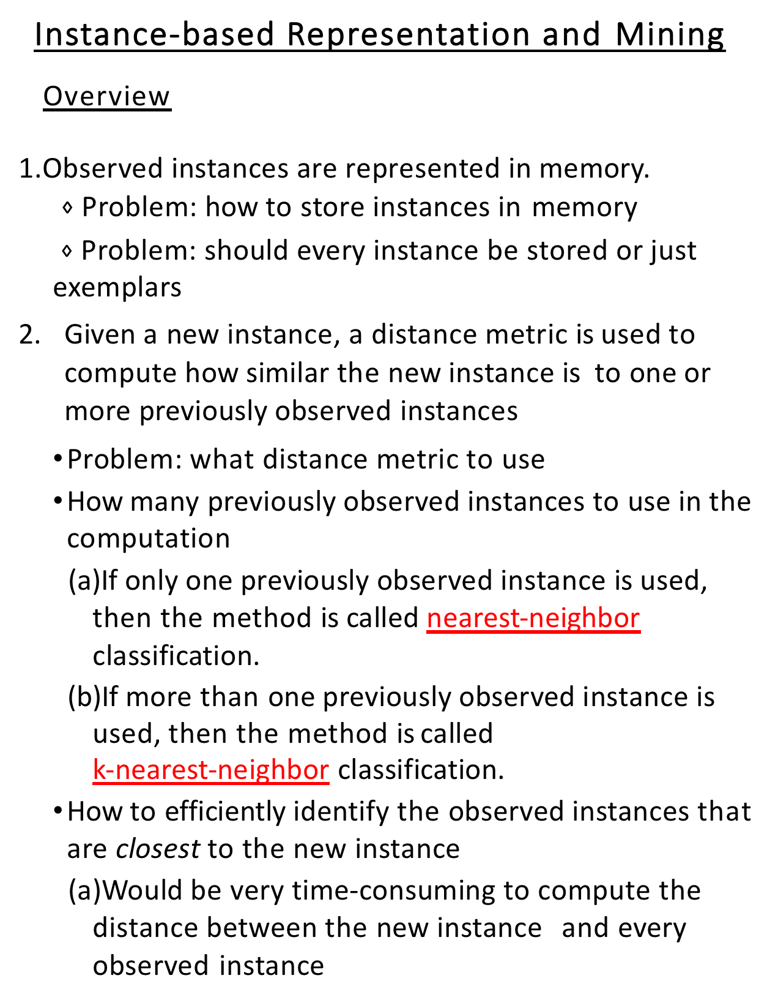 Instance-based Representation and Mining
Overview
1.Observed instances are represented in memory.
⋄ Problem: how to store instances in memory
⋄ Problem: should every instance be stored or just
exemplars
2. Given a new instance, a distance metric is used to
compute how similar the new instance is to one or
more previously observed instances
•Problem: what distance metric to use
•How many previously observed instances to use in the
computation
(a)If only one previously observed instance is used,
then the method is called nearest-neighbor
classification.
(b)If more than one previously observed instance is
used, then the method is called
k-nearest-neighbor classification.
•How to efficiently identify the observed instances that
are closest to the new instance
(a)Would be very time-consuming to compute the
distance between the new instance and every
observed instance